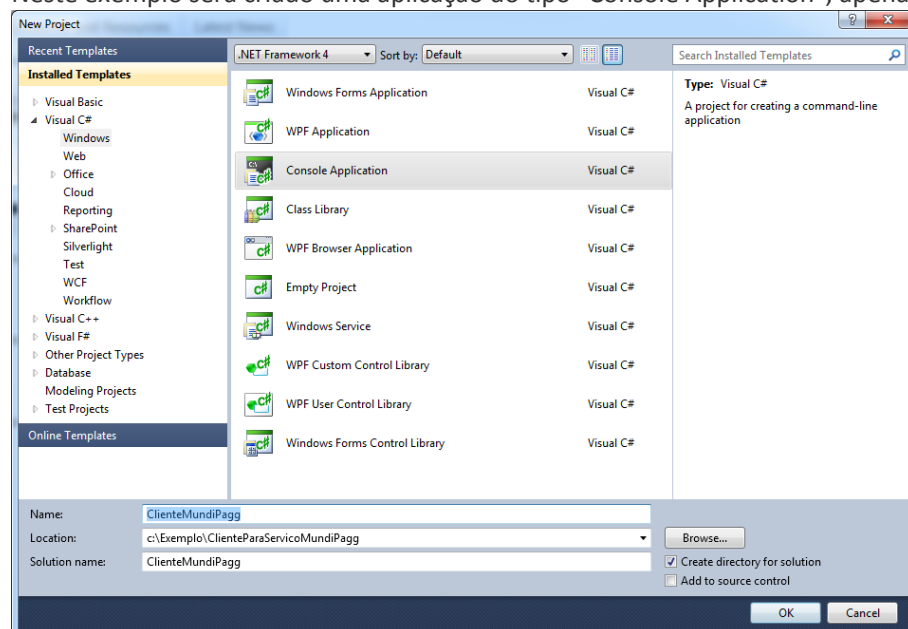 Neste exemplo será criado uma aplicação do tipo "Console Application", apena
New Project
Recent Templates
Installed Templates
Visual Basic
Visual C#
Windows
Web
Office
Cloud
Reporting
SharePoint
Silverlight
Test
WCF
Workflow
Visual C++
Visual F#
Other Project Types
Database
Modeling Projects
Test Projects
Online Templates
.NET Framework 4 Sort by: Default
Windows Forms Application Visual C#
WPF Application Visual C#
Console Application Visual C#
Class Library Visual C#
WPF Browser Application Visual C#
Empty Project Visual C#
Windows Service Visual C#
WPF Custom Control Library Visual C#
WPF User Control Library Visual C#
Windows Forms Control Library Visual C#
Search Installed Templates
Type: Visual C#
A project for creating a command-line
application
Name: ClienteMundiPagg
Location: c:\Exemplo\ClienteParaServicoMundiPagg Browse...
Solution name: ClienteMundiPagg
Create directory for solution
Add to source control
OK Cancel